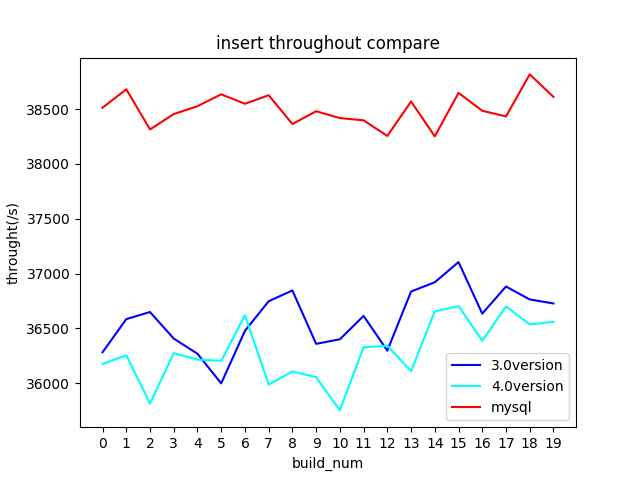 insert throughout compare
throught(/s)
38500
38000
37500
37000
36500
36000
0 1 2 3 4 5 6 7 8 9 10 11 12 13 14 15 16 17 18 19
build_num
3.0version
4.0version
mysql